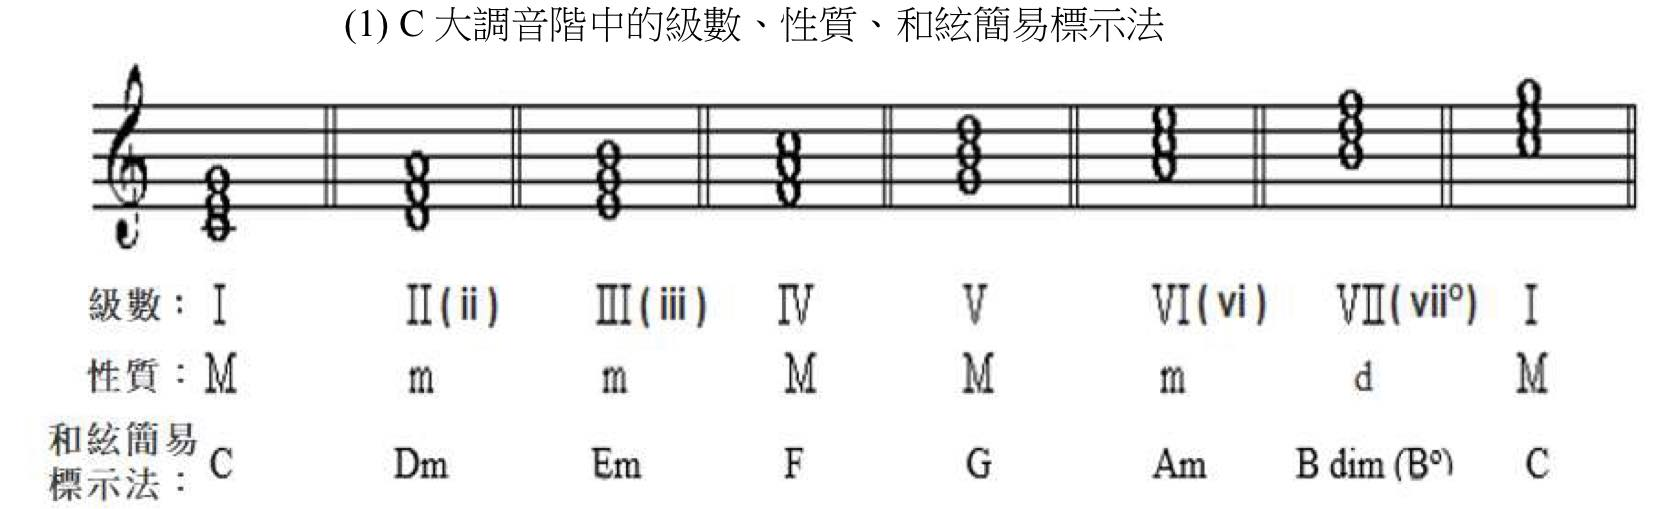 (1) C 大調音階中的級數、性質、和絃簡易標示法
級數：I II(ii) III(iii) IV V VI(vi) VII(viiº) I
性質：M m m M M m d M
和絃簡易
標示法：C Dm Em F G Am B dim (Bº) C